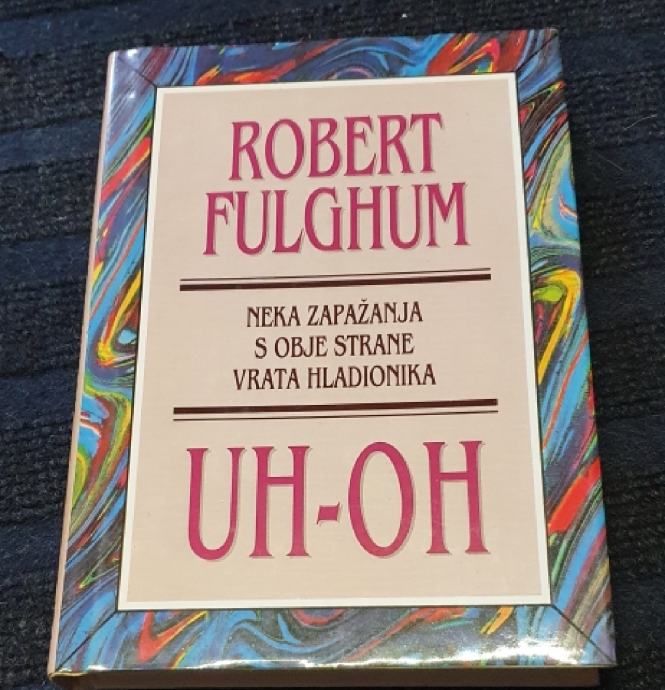 ROBERT
FULGHUM
NEKA ZAPAŽANJA
S OBJE STRANE
VRATA HLADIONIKA
UH-OH